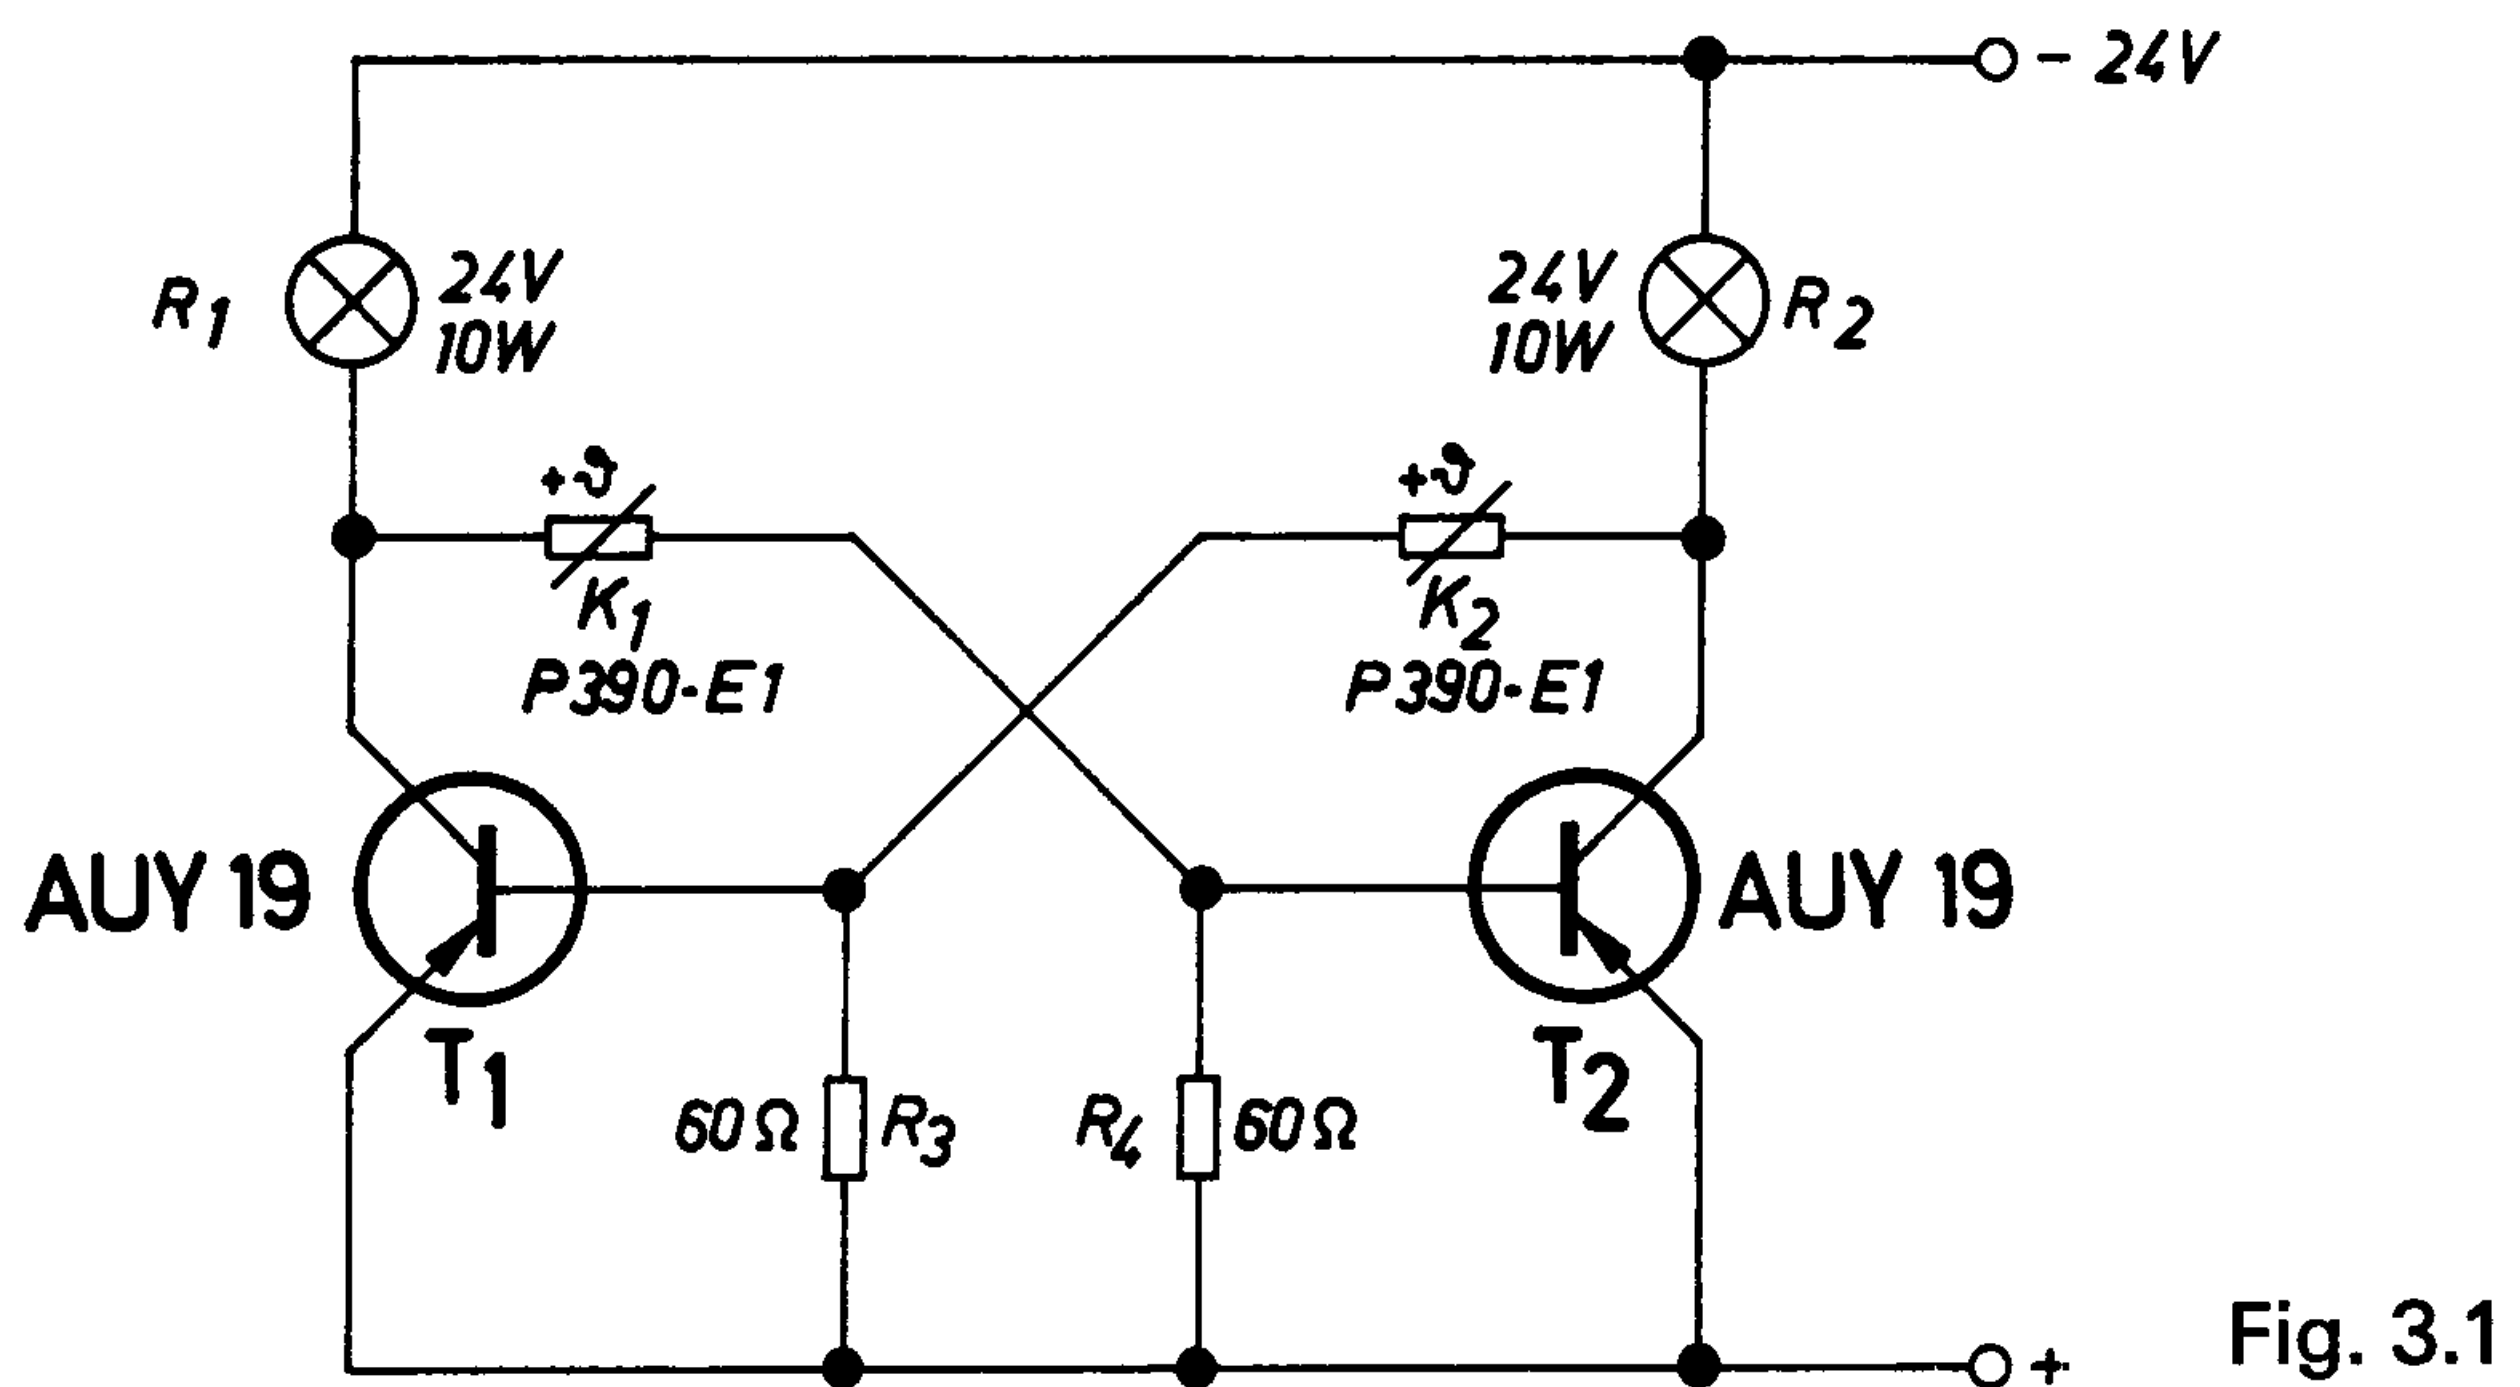 - 24V
R1
24V
10W
24V
10W
R2
+ϑ
+ϑ
K1
P390-E1
K2
P390-E1
AUY 19
AUY 19
T1
T2
60Ω
R3
R4
60Ω
+
Fig. 3.1